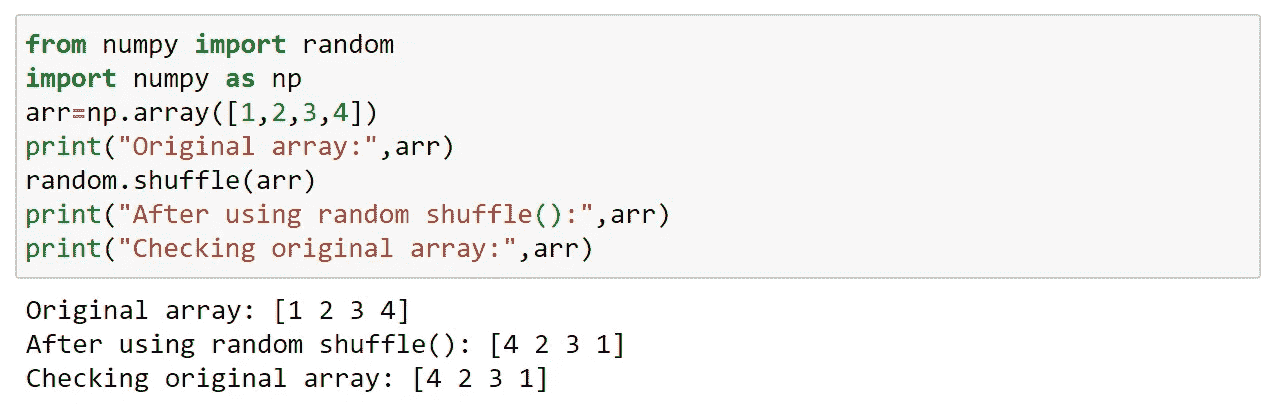 from numpy import random
import numpy as np
arr=np.array([1,2,3,4])
print("Original array:",arr)
random.shuffle(arr)
print("After using random shuffle():",arr)
print("Checking original array:",arr)
Original array: [1 2 3 4]
After using random shuffle(): [4 2 3 1]
Checking original array: [4 2 3 1]